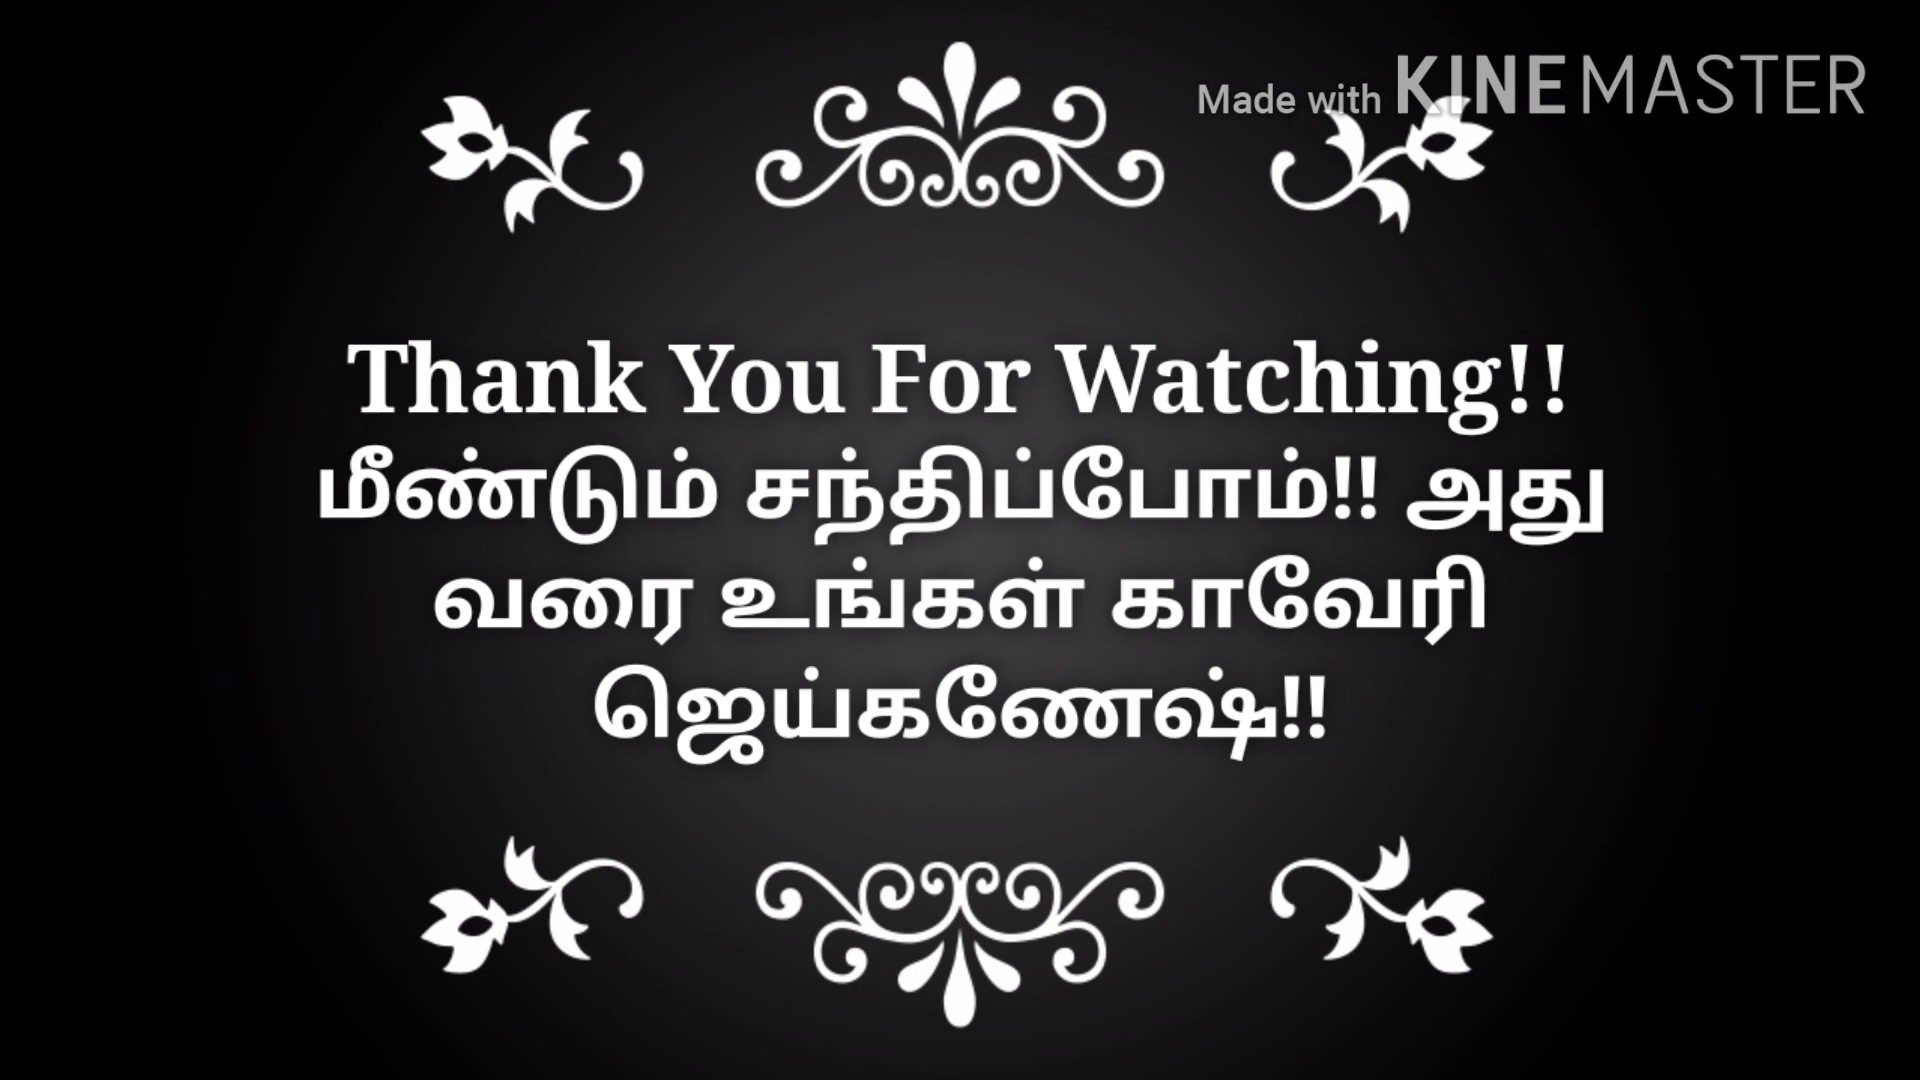 Made with KINEMASTER
Thank You For Watching!!
மீண்டும் சந்திப்போம்!! அது
வரை உங்கள் காவேரி
ஜெய்கணேஷ்!!